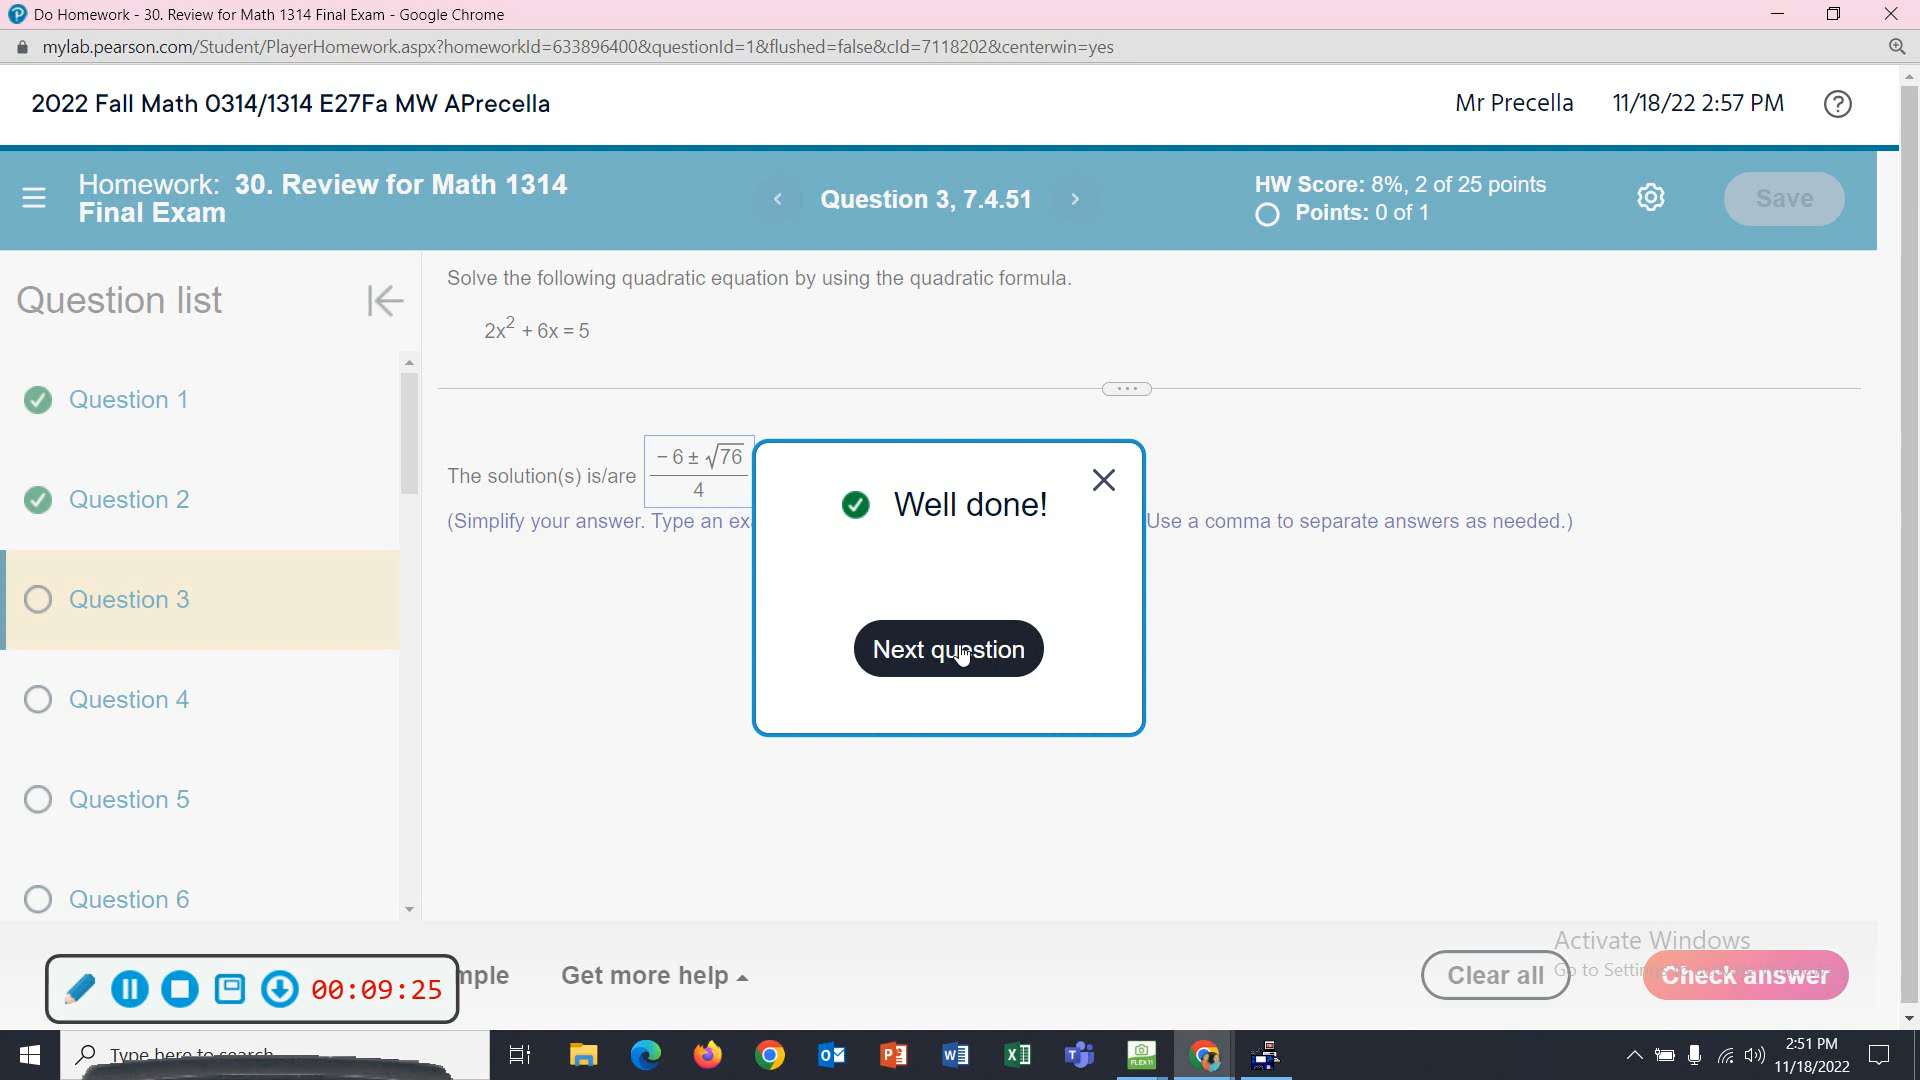 Do Homework - 30. Review for Math 1314 Final Exam - Google Chrome
mylab.pearson.com/Student/PlayerHomework.aspx?homeworkId=633896400&questionId=1&flushed=false&cId=7118202&centerwin=yes
2022 Fall Math 0314/1314 E27Fa MW APrecella
Mr Precella 11/18/22 2:57 PM ?
Homework: 30. Review for Math 1314
Final Exam
Question 3, 7.4.51
HW Score: 8%, 2 of 25 points
Points: 0 of 1
Save
Question list
Question 1
Question 2
Question 3
Question 4
Question 5
Question 6
Solve the following quadratic equation by using the quadratic formula.
2x² + 6x = 5
The solution(s) is/are (−6 ± √76)/4
(Simplify your answer. Type an Use a comma to separate answers as needed.)
Well done!
Next question
Get more help
Clear all
Check answer
Activate Windows
Go to
00:09:25
Type here to search
2:51 PM
11/18/2022